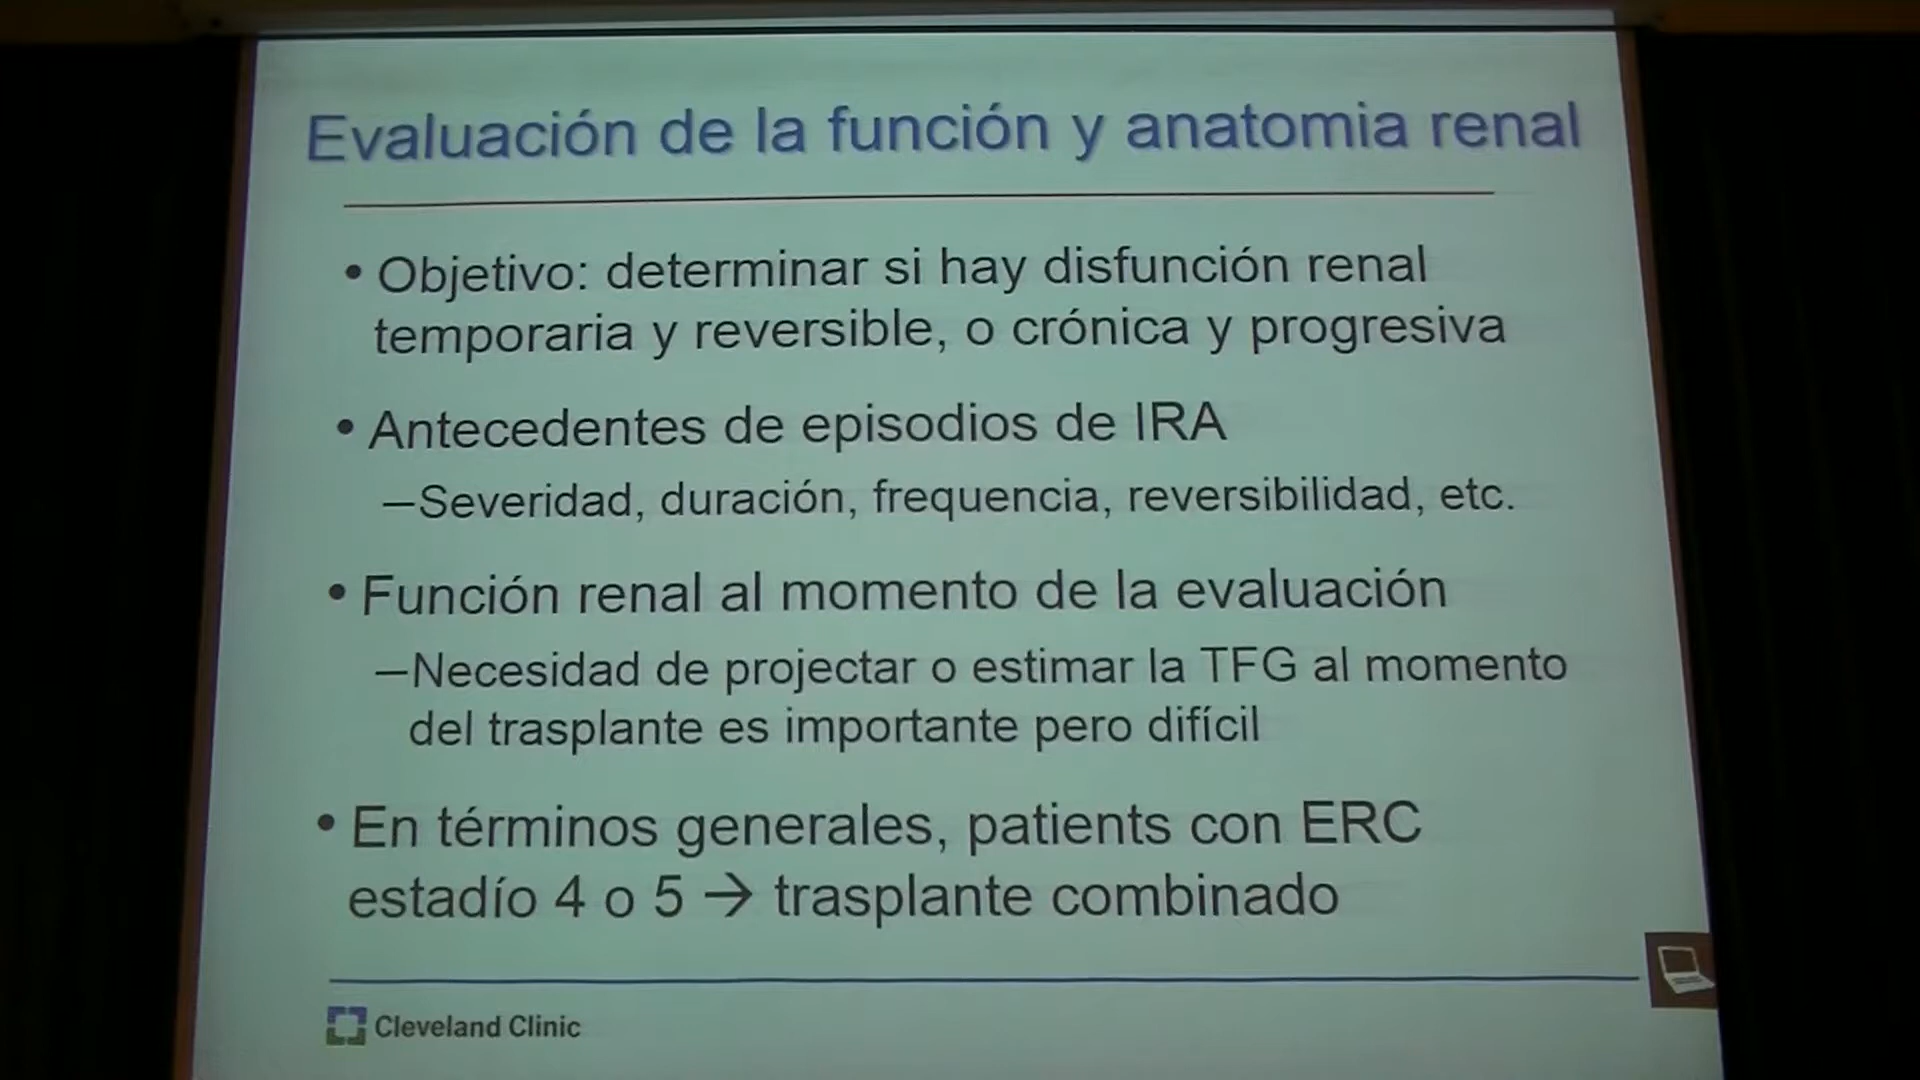 Evaluación de la función y anatomia renal
• Objetivo: determinar si hay disfunción renal
temporaria y reversible, o crónica y progresiva
• Antecedentes de episodios de IRA
–Severidad, duración, frequencia, reversibilidad, etc.
• Función renal al momento de la evaluación
–Necesidad de projectar o estimar la TFG al momento
del trasplante es importante pero difícil
• En términos generales, patients con ERC
estadío 4 o 5 → trasplante combinado
Cleveland Clinic